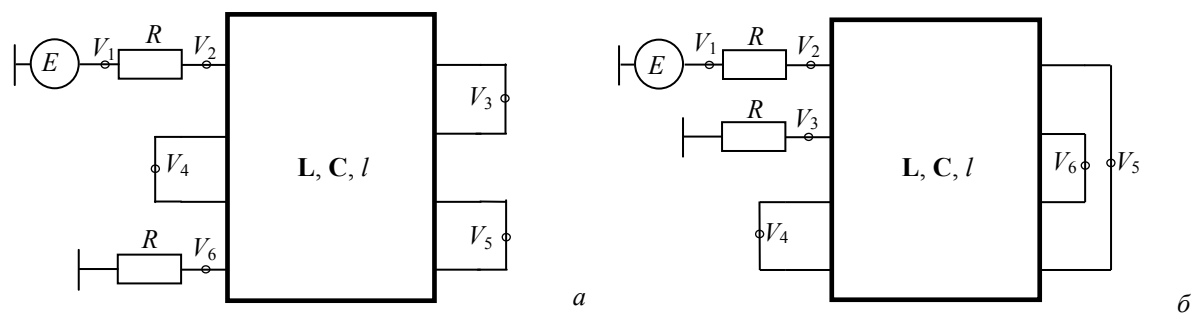 E V1 R V2
V3
V4
L, C, l
V5
R V6
а
E V1 R V2
R V3
V4
L, C, l
V6 V5
б